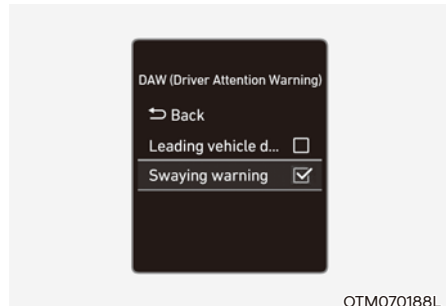 DAW (Driver Attention Warning)
Back
Leading vehicle d...
Swaying warning
OTM070188L